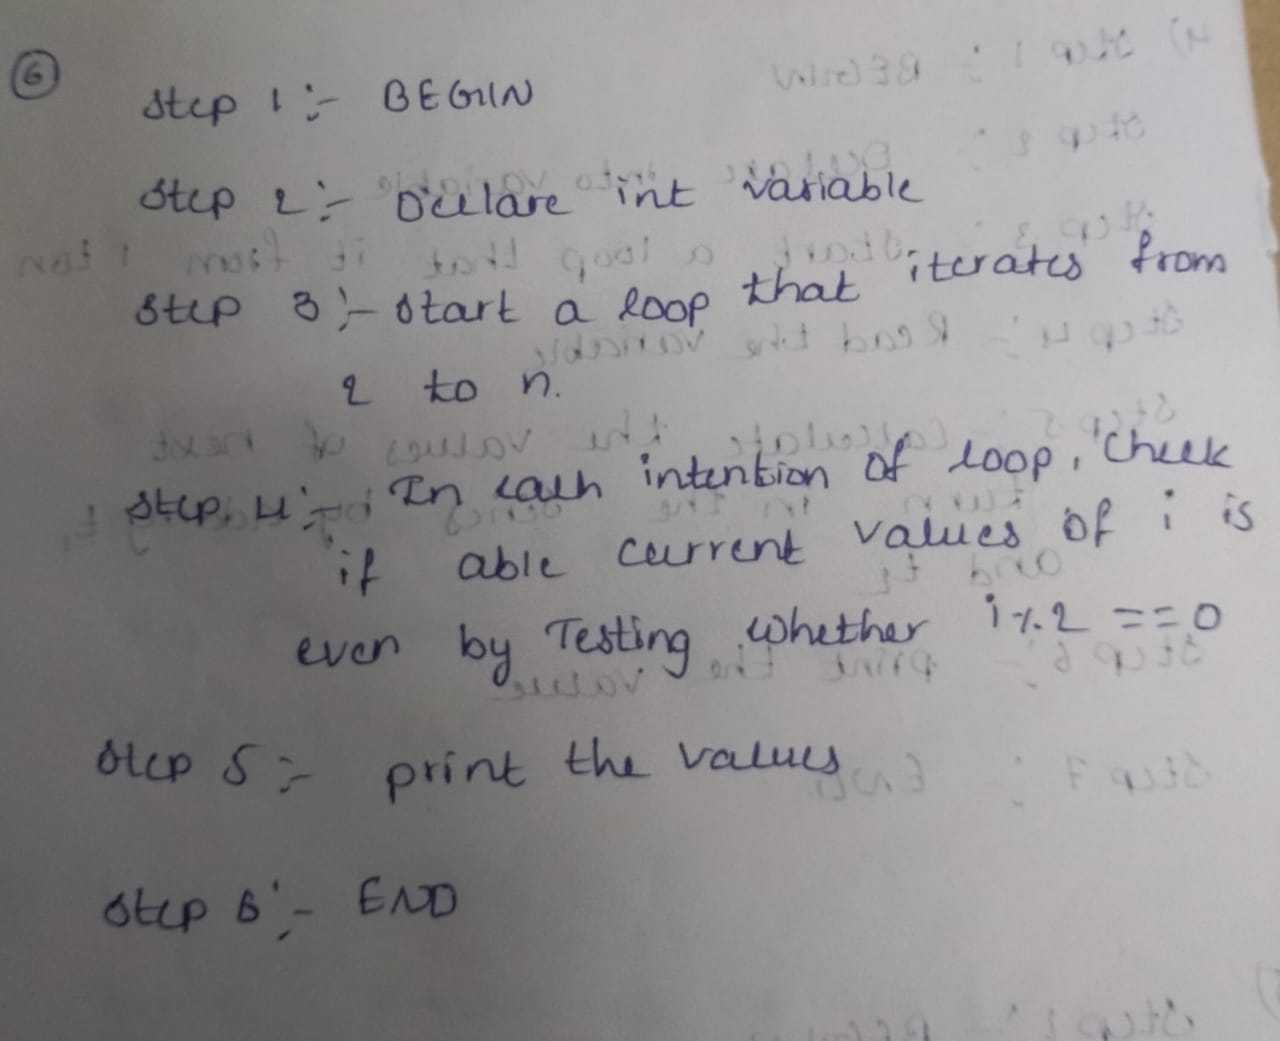 6
Step 1 :- BEGIN
Step 2 :- Declare int variable
Step 3 :- Start a loop that iterates from
2 to n.
Step 4 :- In each intention of loop, Check
if able current values of i is
even by Testing whether i%2 ==0
Step 5 :- print the values
Step 6 :- END